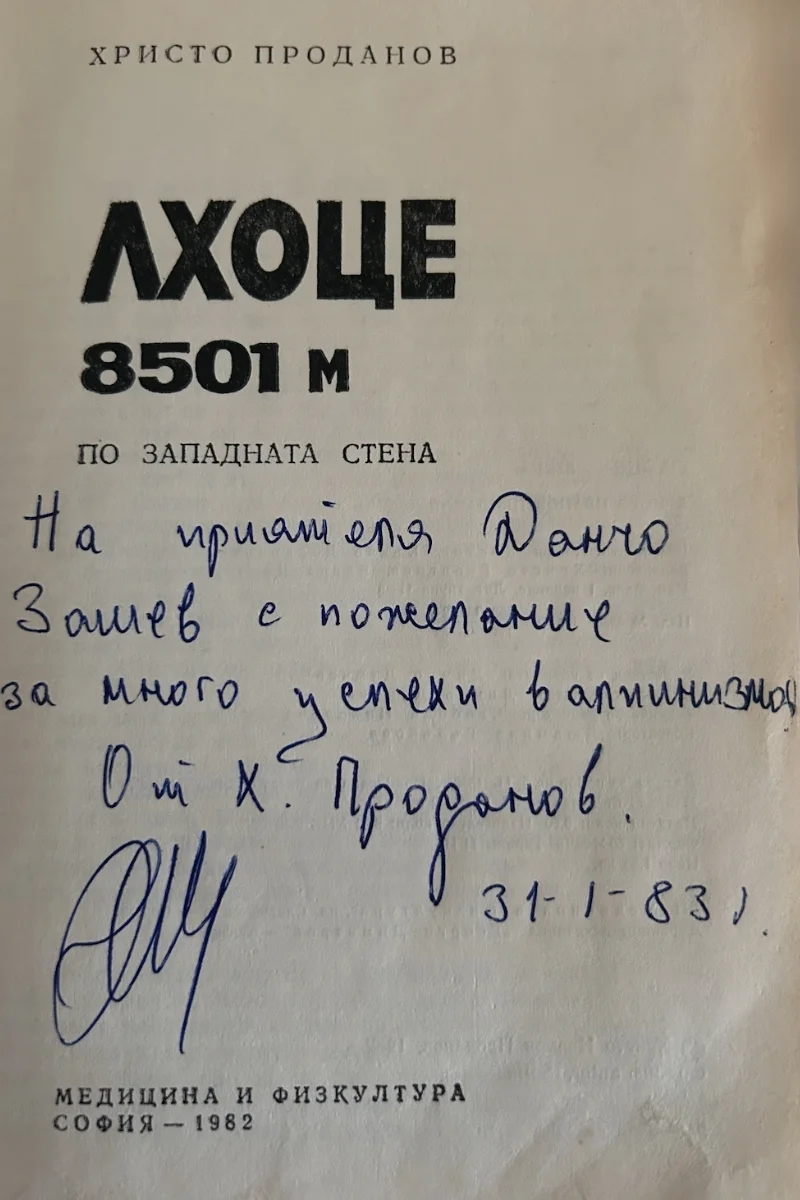 ХРИСТО ПРОДАНОВ
ЛХОЦЕ
8501 м
ПО ЗАПАДНАТА СТЕНА
На приятеля Данчо
Зашев с пожелание
за много успехи в алпинизма
От Х. Проданов.
31-I-83 г.
МЕДИЦИНА И ФИЗКУЛТУРА
СОФИЯ — 1982